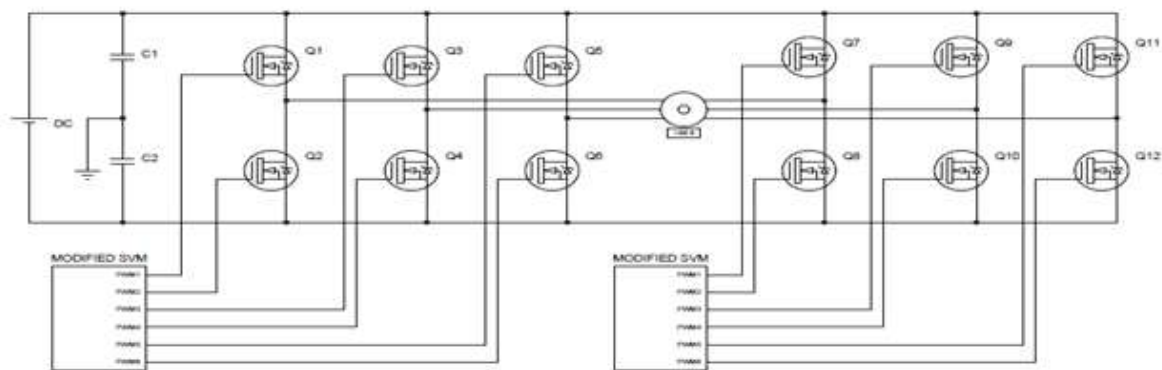 Q1
Q3
Q5
Q7
Q9
Q11
C1
DC
C2
Q2
Q4
Q6
Q8
Q10
Q12
MODIFIED SVM
PWM1
PWM2
PWM3
PWM4
PWM5
PWM6
MODIFIED SVM
PWM1
PWM2
PWM3
PWM4
PWM5
PWM6